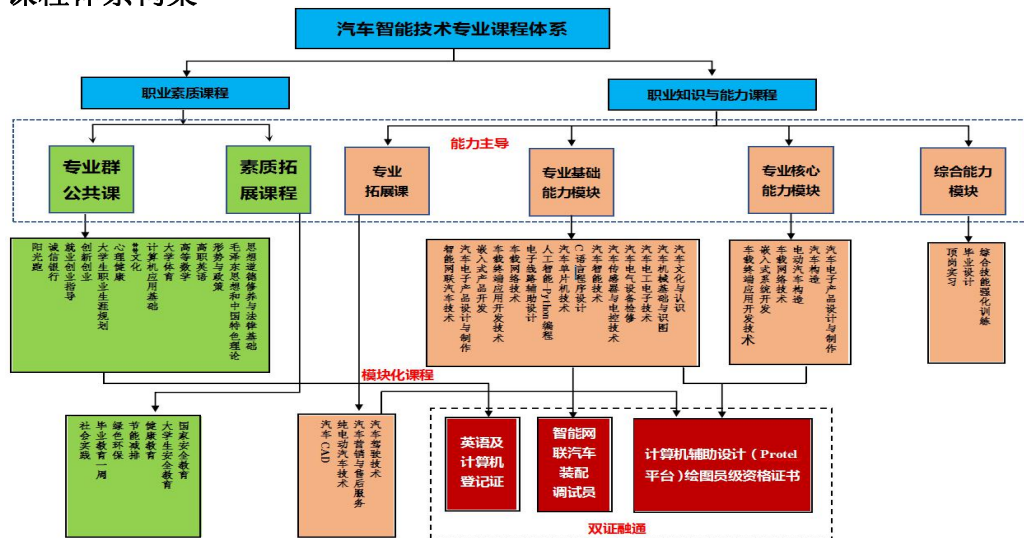 汽车智能技术专业课程体系
职业素质课程
职业知识与能力课程
能力主导
专业群
公共课
素质拓
展课程
专业
拓展课
专业基础
能力模块
专业核心
能力模块
综合能力
模块
思想道德修养与法律基础
毛泽东思想和中国特色理论
形势与政策
高职英语
高等数学
大学体育
计算机应用基础
心理健康
大学生职业生涯规划
创新创业
就业创业指导
诚信银行
阳光跑
汽车文化与认识
汽车机械基础与识图
汽车电工电子技术
汽车电气设备检修
汽车传感器与电控技术
汽车智能技术
C 语言程序设计
汽车单片机技术
人工智能-Python 编程
电子线路辅助设计
车载网络技术
车载终端应用开发技术
嵌入式产品开发
汽车电子产品设计与制作
智能网联汽车技术
汽车电子产品设计与制作
汽车构造
电动汽车构造
车载网络技术
嵌入式系统开发
车载终端应用开发技术
综合技能强化训练
毕业设计
顶岗实习
模块化课程
国家安全教育
大学生安全教育
健康教育
节能减排
绿色环保
毕业教育一周
社会实践
汽车驾驶技术
汽车营销与售后服务
纯电动汽车技术
汽车 CAD
英语及
计算机
登记证
智能网
联汽车
装配
调试员
计算机辅助设计（Protel
平台）绘图员级资格证书
双证融通